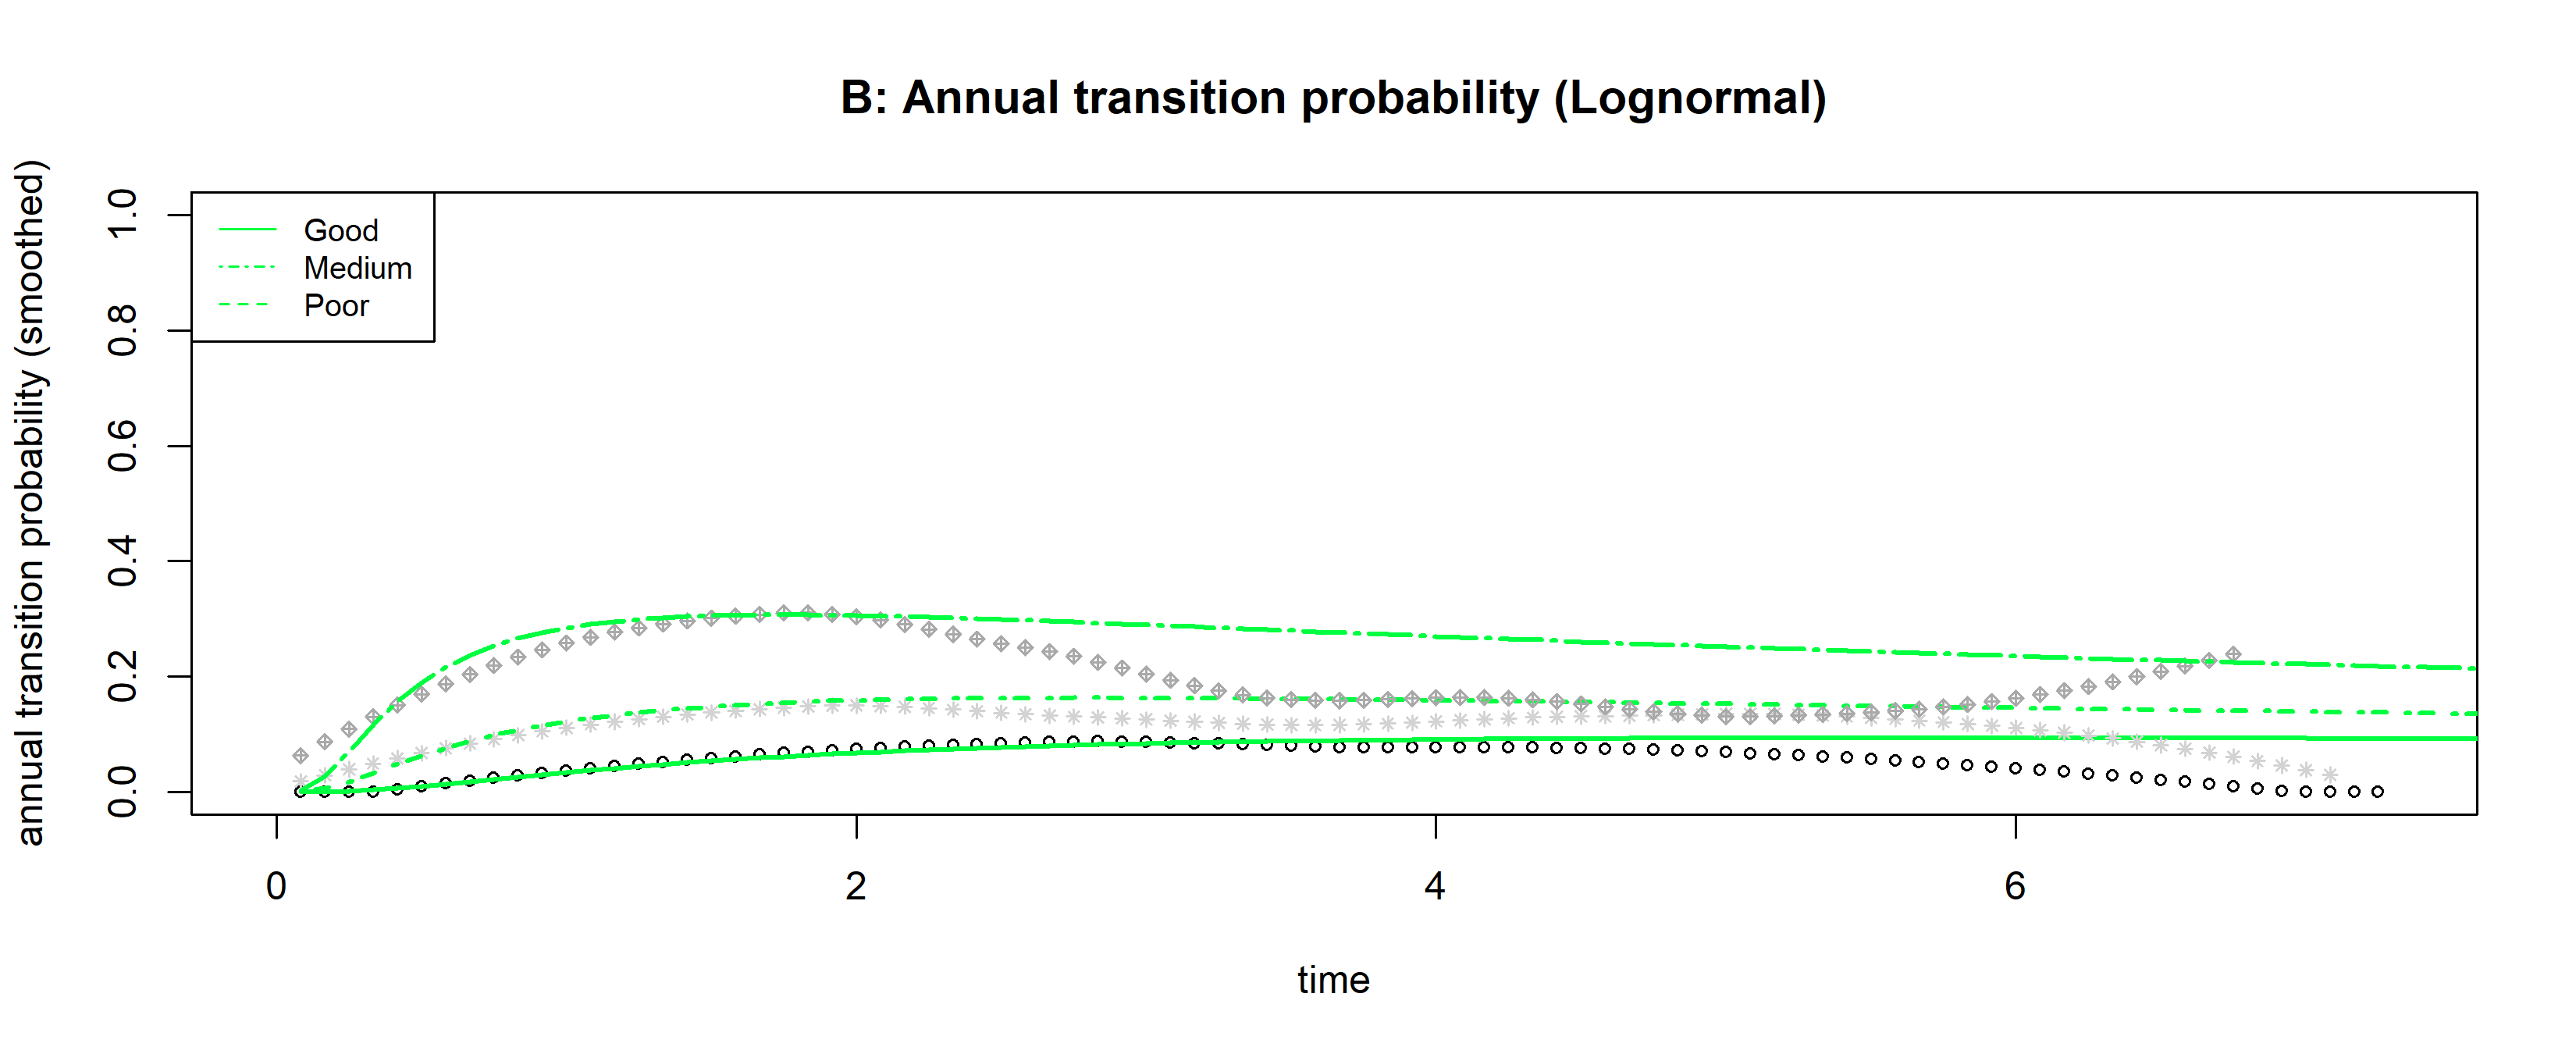 B: Annual transition probability (Lognormal)
annual transition probability (smoothed)
1.0
0.8
0.6
0.4
0.2
0.0
Good
Medium
Poor
0 2 4 6
time